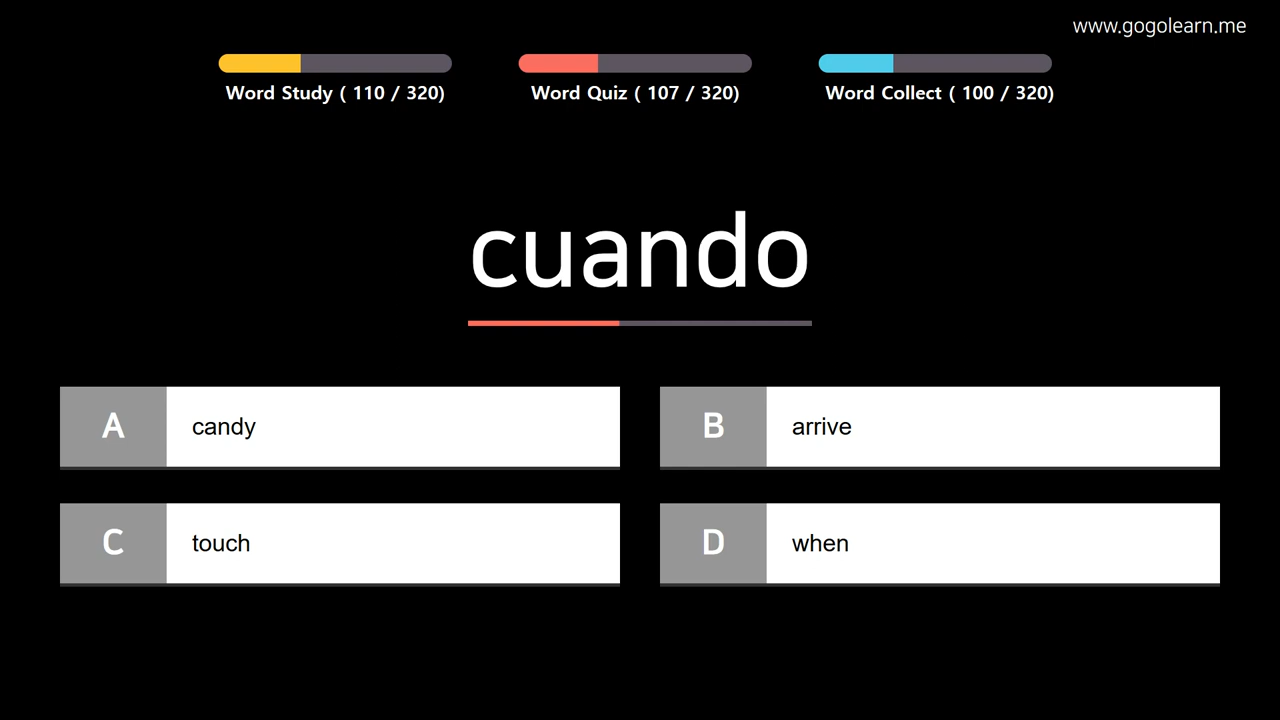 www.gogolearn.me
Word Study ( 110 / 320)
Word Quiz ( 107 / 320)
Word Collect ( 100 / 320)
cuando
A candy
B arrive
C touch
D when